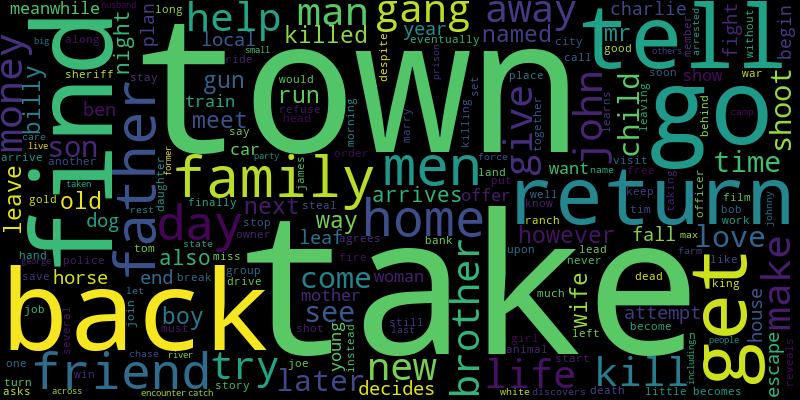 meanwhile
long
husband
plan
night
help
man
killed
gang
despite
away
named
year
eventually
tell
charlie
mr
good
others
member
arrested
fight
without
begin
big
along
local
small
ride
city
call
soon
war
show
money
billy
sheriff
stay
gun
train
meet
run
would
refuse
head
prison
town
find
father
ben
son
arrive
another
say
car
morning
marry
killing
set
place
together
give
john
learns
child
leaving
behind
camp
go
shoot
time
care
live
gold
taken
old
leave
dog
hand
former
daughter
rest
family
party
order
james
men
force
land
put
offer
want
name
visit
free
keep
taking
officer
film
bob
work
johnny
tim
arrives
finally
steal
day
next
way
home
well
know
ranch
return
however
fall
love
tom
state
stop
owner
leaf
agrees
bank
upon
lead
never
max
farm
like
george
police
also
miss
group
drive
fire
woman
save
horse
end
break
come
see
mother
brother
much
wife
left
attempt
become
dead
king
get
house
make
escape
back
take
job
several
join
let
must
boy
shot
still
last
young
instead
new
girl
animal
life
start
kill
people
including
reveals
one
turn
asks
win
across
friend
chase
river
encounter
catch
try
story
joe
later
decides
white
discovers
death
little
becomes